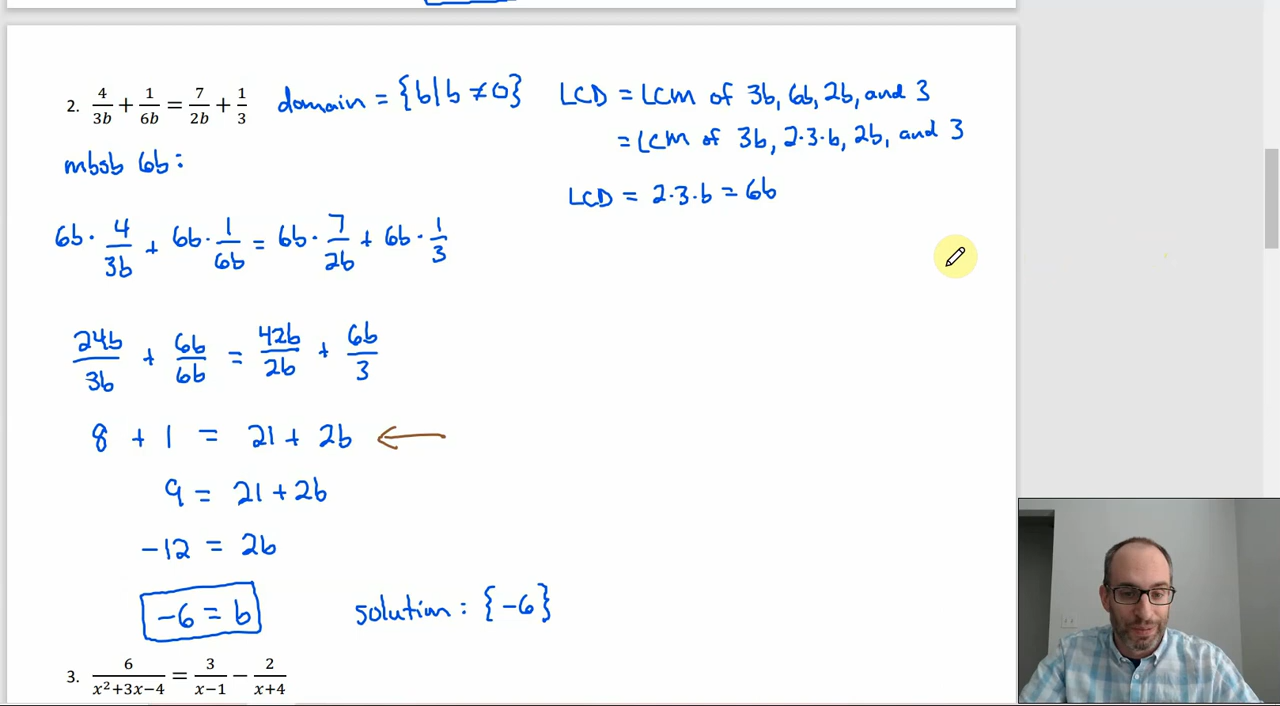 2. 4/3b + 1/6b = 7/2b + 1/3 domain = {b|b ≠ 0} LCD = LCM of 3b, 6b, 2b, and 3
= LCM of 3b, 2·3·b, 2b, and 3
mbsb 6b:
LCD = 2·3·b = 6b
6b · 4/3b + 6b · 1/6b = 6b · 7/2b + 6b · 1/3
24b/3b + 6b/6b = 42b/2b + 6b/3
8 + 1 = 21 + 2b ←
9 = 21 + 2b
-12 = 2b
-6 = b solution: {-6}
3. 6/(x²+3x−4) = 3/(x−1) − 2/(x+4)